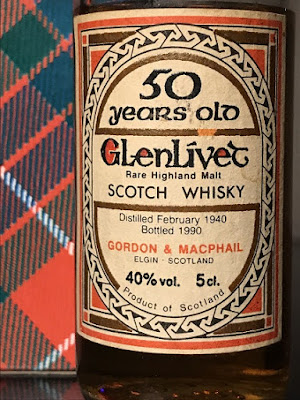 50
years old
GLENLIVET
Rare Highland Malt
SCOTCH WHISKY
Distilled February 1940
Bottled 1990
GORDON & MACPHAIL
ELGIN · SCOTLAND
40% vol. 5cl.
Product of Scotland